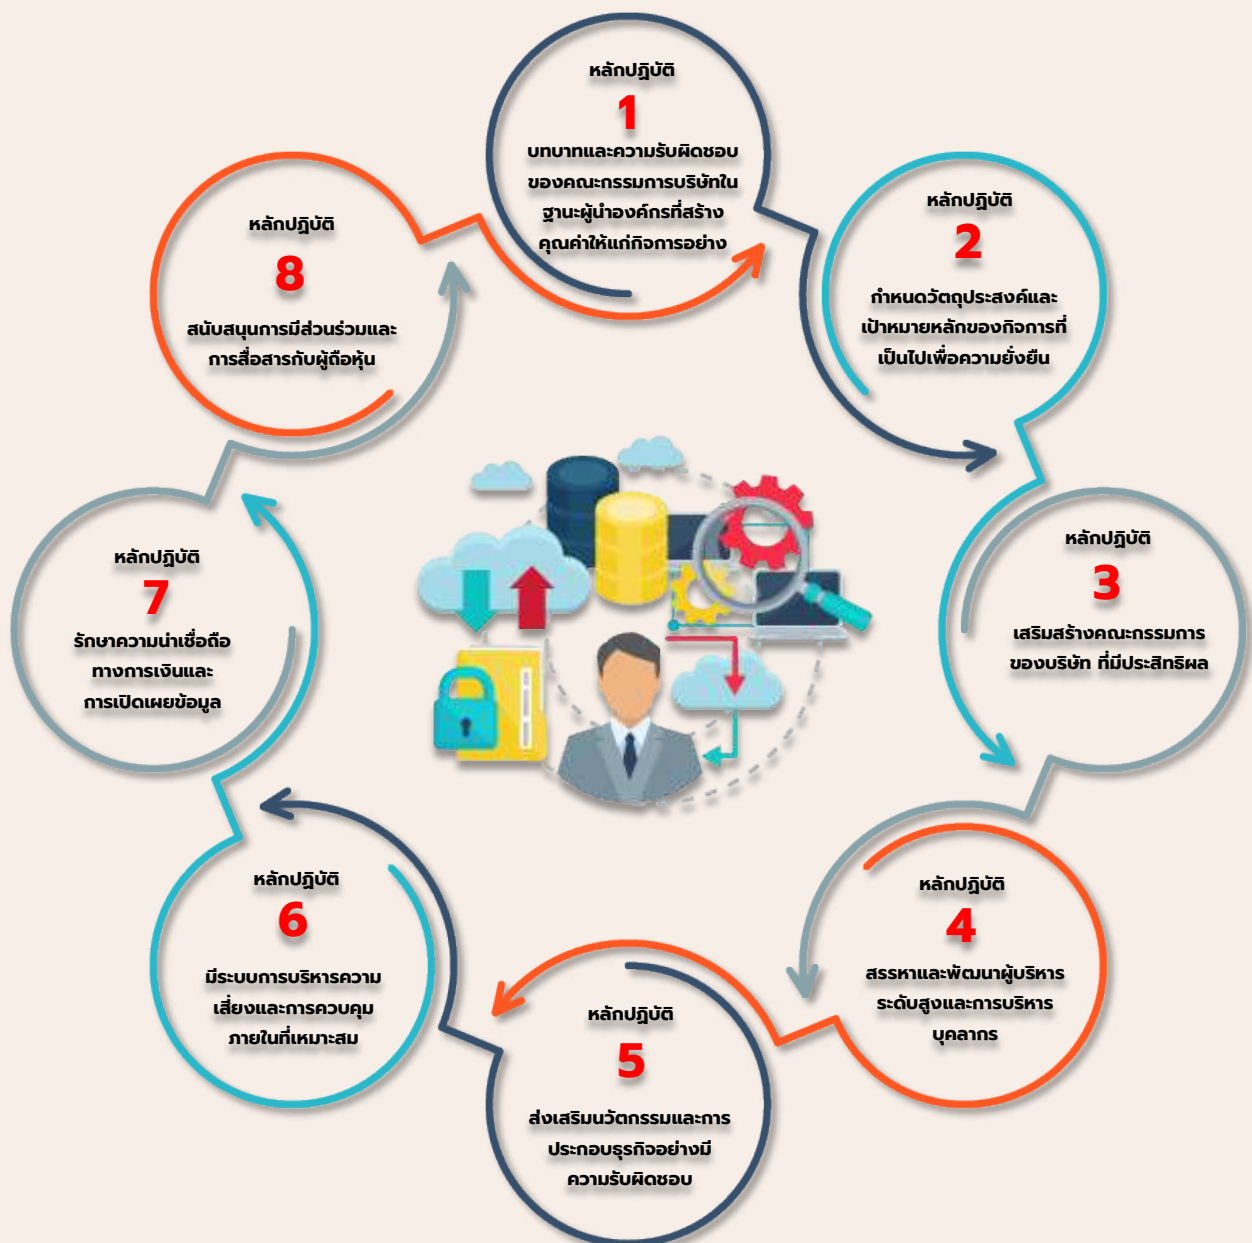 หลักปฏิบัติ
1
บทบาทและความรับผิดชอบ
ของคณะกรรมการบริษัทใน
ฐานะผู้นำองค์กรที่สร้าง
คุณค่าให้แก่กิจการอย่าง
หลักปฏิบัติ
2
กำหนดวัตถุประสงค์และ
เป้าหมายหลักของกิจการที่
เป็นไปเพื่อความยั่งยืน
หลักปฏิบัติ
3
เสริมสร้างคณะกรรมการ
ของบริษัท ที่มีประสิทธิผล
หลักปฏิบัติ
4
สรรหาและพัฒนาผู้บริหาร
ระดับสูงและการบริหาร
บุคลากร
หลักปฏิบัติ
5
ส่งเสริมนวัตกรรมและการ
ประกอบธุรกิจอย่างมี
ความรับผิดชอบ
หลักปฏิบัติ
6
มีระบบการบริหารความ
เสี่ยงและการควบคุม
ภายในที่เหมาะสม
หลักปฏิบัติ
7
รักษาความน่าเชื่อถือ
ทางการเงินและ
การเปิดเผยข้อมูล
หลักปฏิบัติ
8
สนับสนุนการมีส่วนร่วมและ
การสื่อสารกับผู้ถือหุ้น